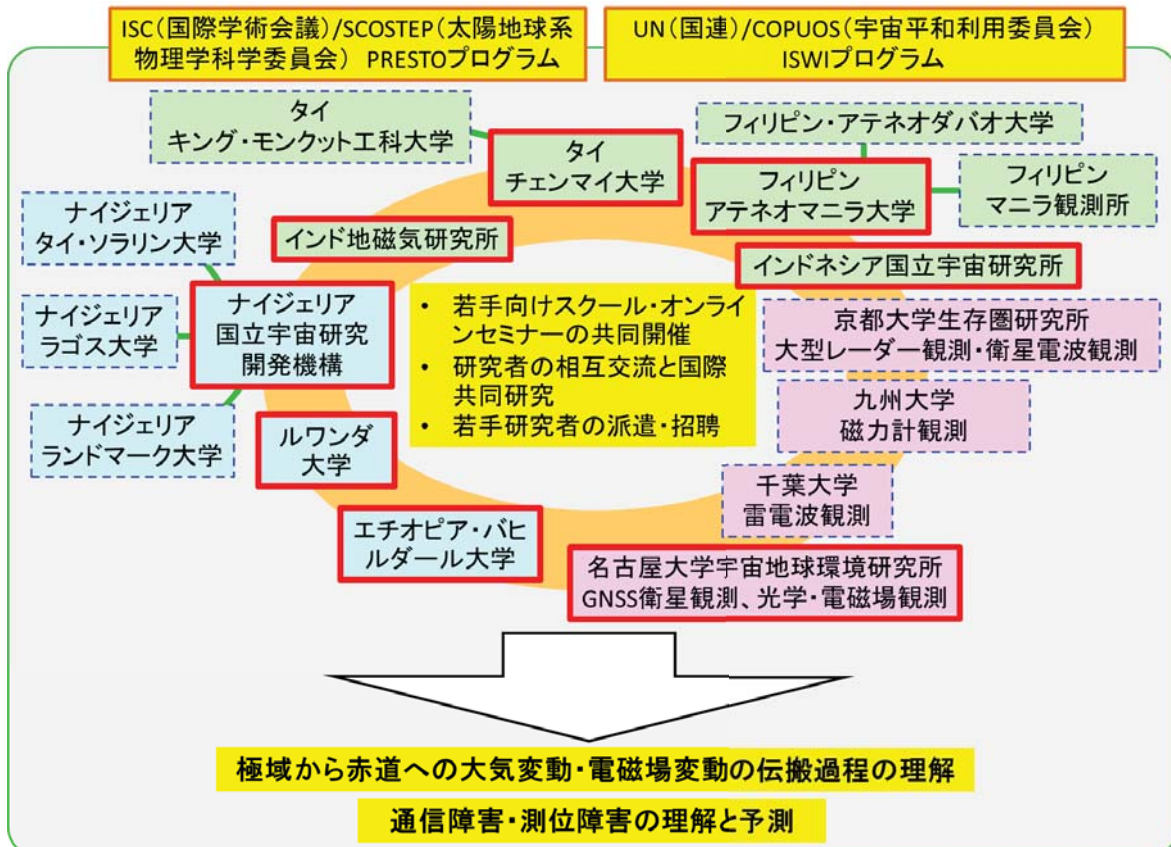 ISC(国際学術会議)/SCOSTEP(太陽地球系
物理学科学委員会) PRESTOプログラム
UN(国連)/COPUOS(宇宙平和利用委員会)
ISWIプログラム
タイ
キング・モンクット工科大学
タイ
チェンマイ大学
フィリピン・アテネオダバオ大学
フィリピン
アテネオマニラ大学
フィリピン
マニラ観測所
ナイジェリア
タイ・ソラリン大学
インド地磁気研究所
インドネシア国立宇宙研究所
ナイジェリア
ラゴス大学
ナイジェリア
国立宇宙研究
開発機構
• 若手向けスクール・オンラ
インセミナーの共同開催
• 研究者の相互交流と国際
共同研究
• 若手研究者の派遣・招聘
京都大学生存圏研究所
大型レーダー観測・衛星電波観測
九州大学
磁力計観測
ナイジェリア
ランドマーク大学
ルワンダ
大学
千葉大学
雷電波観測
エチオピア・バヒ
ルダール大学
名古屋大学宇宙地球環境研究所
GNSS衛星観測、光学・電磁場観測
極域から赤道への大気変動・電磁場変動の伝搬過程の理解
通信障害・測位障害の理解と予測